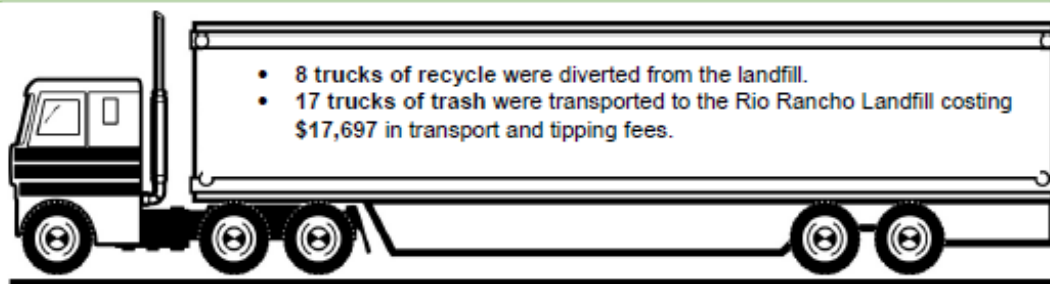 • 8 trucks of recycle were diverted from the landfill.
• 17 trucks of trash were transported to the Rio Rancho Landfill costing
$17,697 in transport and tipping fees.